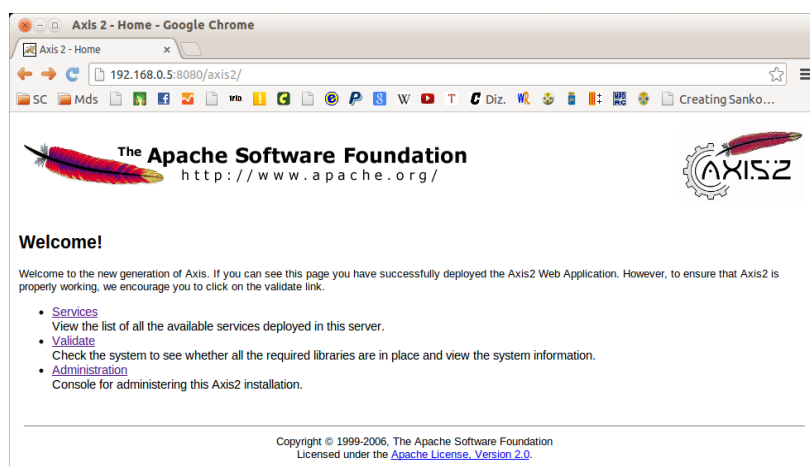 Axis 2 - Home - Google Chrome
Axis 2 - Home
192.168.0.5:8080/axis2/
SC Mds trla Diz. WR Creating Sanko...
The Apache Software Foundation
http://www.apache.org/
AXIS2
Welcome!
Welcome to the new generation of Axis. If you can see this page you have successfully deployed the Axis2 Web Application. However, to ensure that Axis2 is
properly working, we encourage you to click on the validate link.
Services
View the list of all the available services deployed in this server.
Validate
Check the system to see whether all the required libraries are in place and view the system information.
Administration
Console for administering this Axis2 installation.
Copyright © 1999-2006, The Apache Software Foundation
Licensed under the Apache License, Version 2.0.